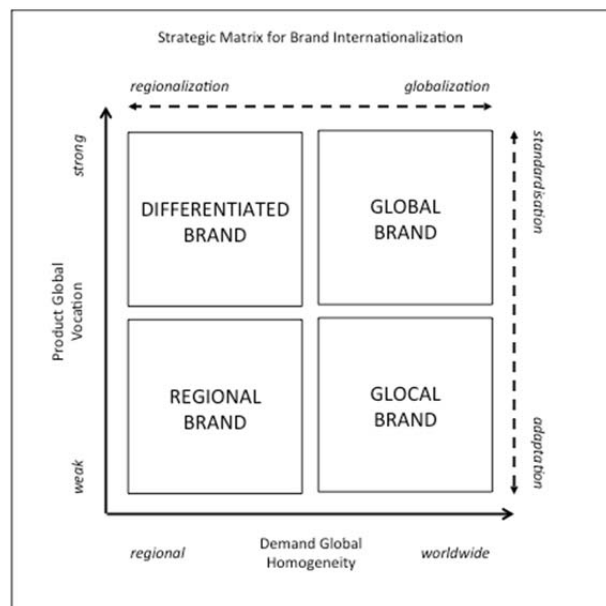 Strategic Matrix for Brand Internationalization
regionalization
globalization
strong
standardisation
DIFFERENTIATED
BRAND
GLOBAL
BRAND
Product Global
Vocation
REGIONAL
BRAND
GLOCAL
BRAND
weak
adaptation
regional
Demand Global
Homogeneity
worldwide